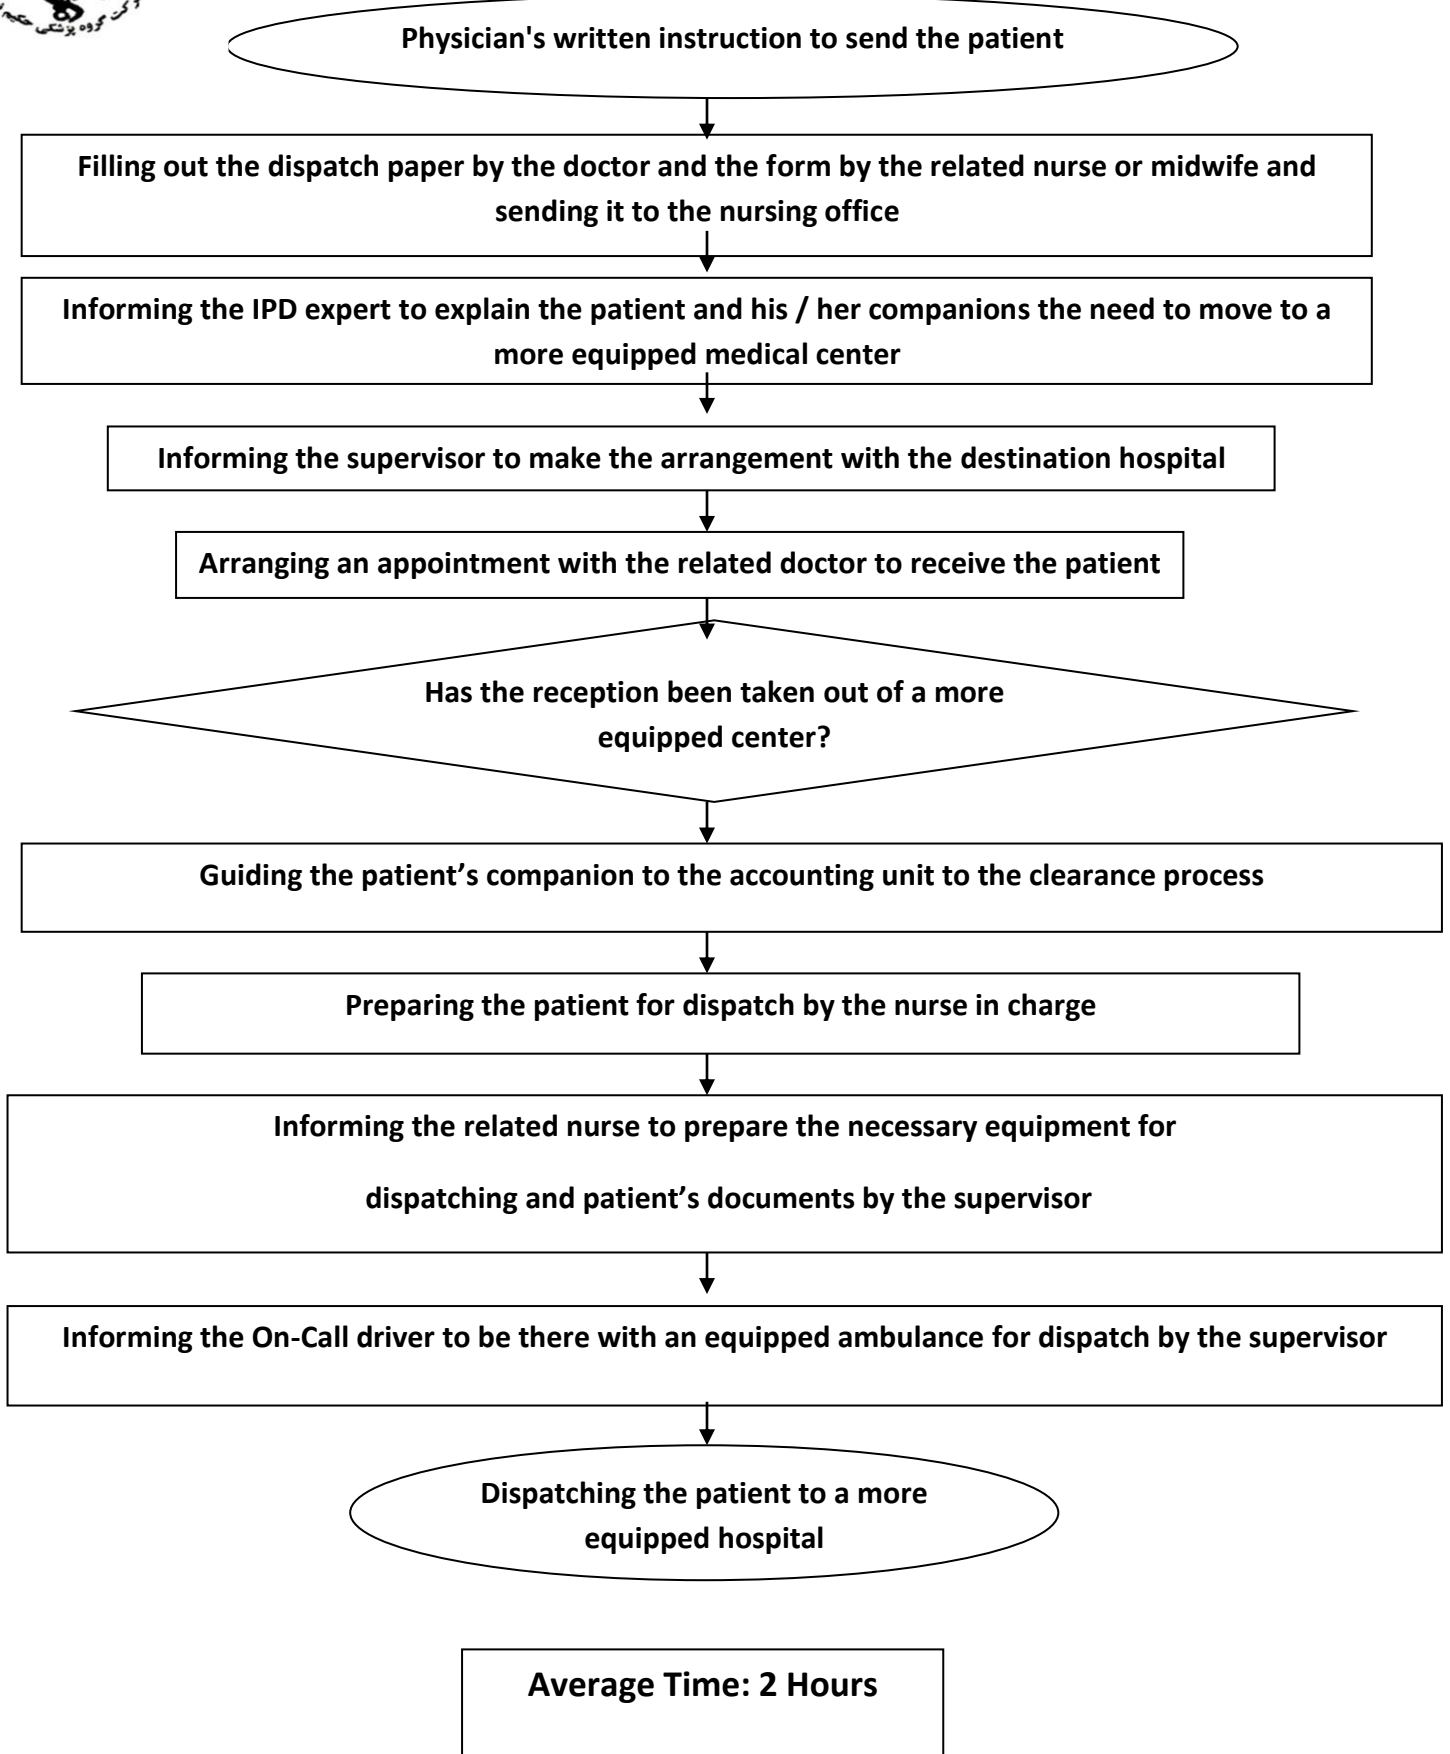 گروه پزشکی
Physician's written instruction to send the patient
Filling out the dispatch paper by the doctor and the form by the related nurse or midwife and
sending it to the nursing office
Informing the IPD expert to explain the patient and his / her companions the need to move to a
more equipped medical center
Informing the supervisor to make the arrangement with the destination hospital
Arranging an appointment with the related doctor to receive the patient
Has the reception been taken out of a more
equipped center?
Guiding the patient’s companion to the accounting unit to the clearance process
Preparing the patient for dispatch by the nurse in charge
Informing the related nurse to prepare the necessary equipment for
dispatching and patient’s documents by the supervisor
Informing the On-Call driver to be there with an equipped ambulance for dispatch by the supervisor
Dispatching the patient to a more
equipped hospital
Average Time: 2 Hours